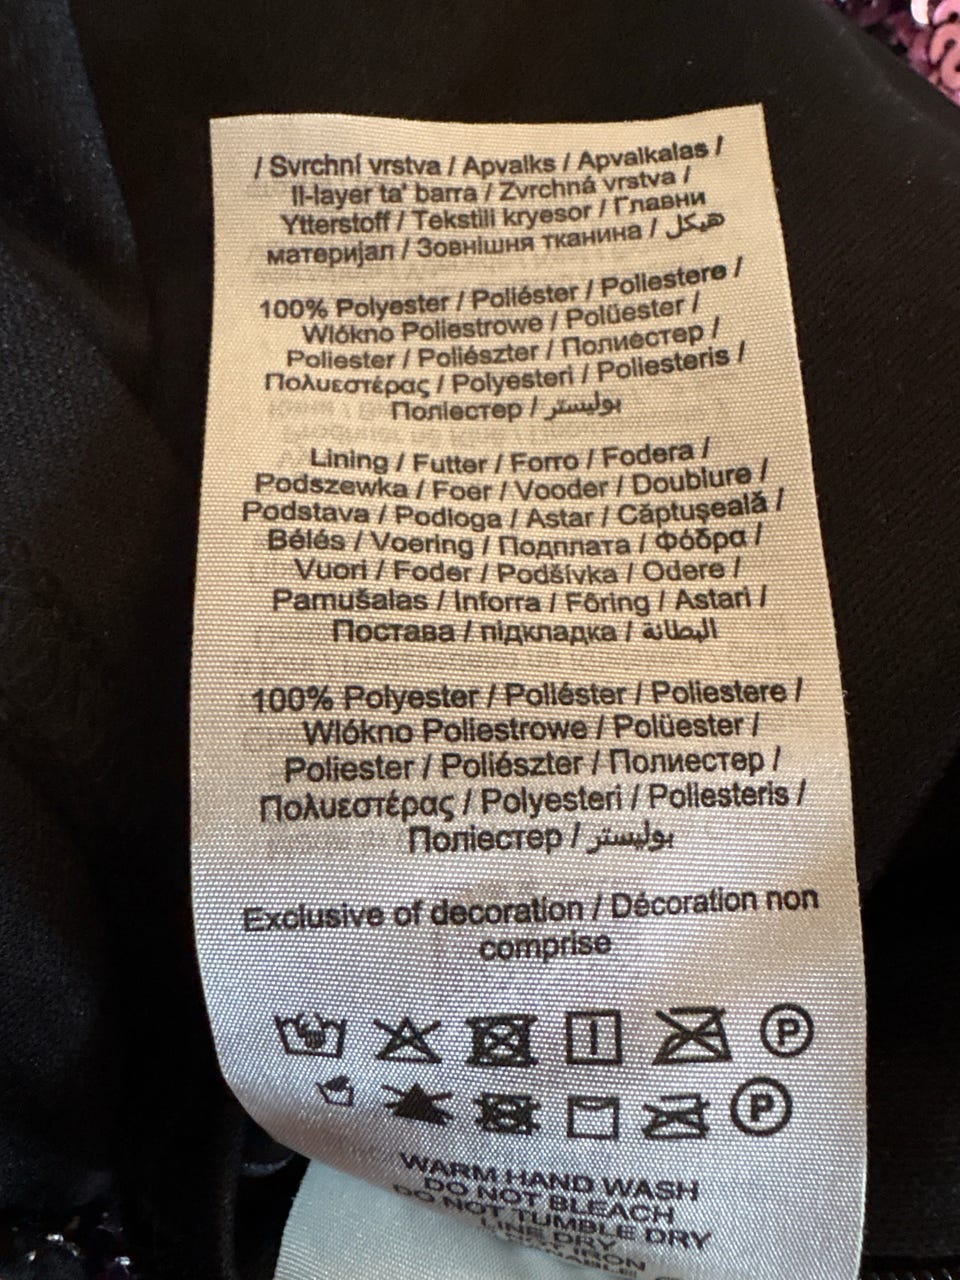 / Svrchní vrstva / Apvalks / Apvalkalas /
Il-layer ta' barra / Zvrchná vrstva /
Ytterstoff / Tekstili kryesor / Главни
материјал / Зовнішня тканина / هيكل
100% Polyester / Poliéster / Poliestere /
Wlókno Poliestrowe / Polüester /
Poliester / Poliészter / Полиестер /
Πολυεστέρας / Polyesteri / Poliesteris /
Поліестер / بوليستر
Lining / Futter / Forro / Fodera /
Podszewka / Foer / Vooder / Doublure /
Podstava / Podloga / Astar / Căptuşeală /
Bélés / Voering / Подплата / Φόδρα /
Vuori / Foder / Podšívka / Odere /
Pamušalas / Inforra / Fôring / Astari /
Постава / підкладка / البطانة
100% Polyester / Poliéster / Poliestere /
Wlókno Poliestrowe / Polüester /
Poliester / Poliészter / Полиестер /
Πολυεστέρας / Polyesteri / Poliesteris /
Поліестер / بوليستر
Exclusive of decoration / Décoration non
comprise
P
P
WARM HAND WASH
DO NOT BLEACH
DO NOT TUMBLE DRY
LINE DRY
IRON